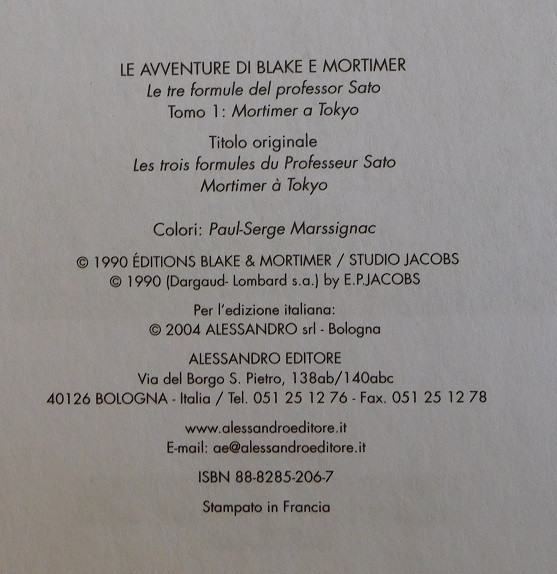 LE AVVENTURE DI BLAKE E MORTIMER
Le tre formule del professor Sato
Tomo 1: Mortimer a Tokyo
Titolo originale
Les trois formules du Professeur Sato
Mortimer à Tokyo
Colori: Paul-Serge Marssignac
© 1990 ÉDITIONS BLAKE & MORTIMER / STUDIO JACOBS
© 1990 (Dargaud- Lombard s.a.) by E.P.JACOBS
Per l'edizione italiana:
© 2004 ALESSANDRO srl - Bologna
ALESSANDRO EDITORE
Via del Borgo S. Pietro, 138ab/140abc
40126 BOLOGNA - Italia / Tel. 051 25 12 76 - Fax. 051 25 12 78
www.alessandroeditore.it
E-mail: ae@alessandroeditore.it
ISBN 88-8285-206-7
Stampato in Francia